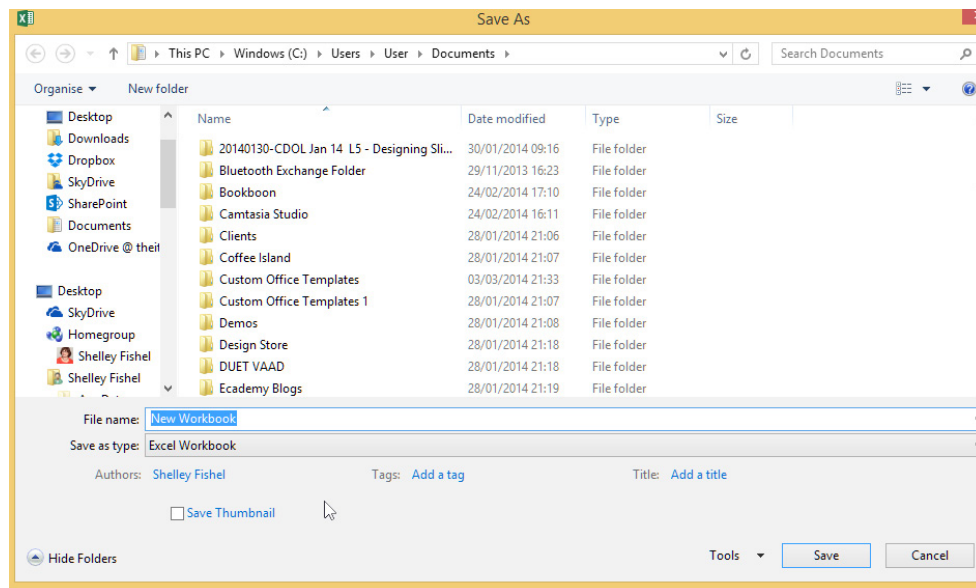 Save As
This PC Windows (C:) Users User Documents Search Documents
Organise New folder
Name Date modified Type Size
Desktop
Downloads
Dropbox
SkyDrive
SharePoint
Documents
OneDrive @ theit
Desktop
SkyDrive
Homegroup
Shelley Fishel
Shelley Fishel
20140130-CDOL Jan 14 L5 - Designing Sli... 30/01/2014 09:16 File folder
Bluetooth Exchange Folder 29/11/2013 16:23 File folder
Bookboon 24/02/2014 17:10 File folder
Camtasia Studio 24/02/2014 16:11 File folder
Clients 28/01/2014 21:06 File folder
Coffee Island 28/01/2014 21:07 File folder
Custom Office Templates 03/03/2014 21:33 File folder
Custom Office Templates 1 28/01/2014 21:07 File folder
Demos 28/01/2014 21:08 File folder
Design Store 28/01/2014 21:18 File folder
DUET VAAD 28/01/2014 21:18 File folder
Ecademy Blogs 28/01/2014 21:19 File folder
File name: New Workbook
Save as type: Excel Workbook
Authors: Shelley Fishel Tags: Add a tag Title: Add a title
Save Thumbnail
Hide Folders Tools Save Cancel